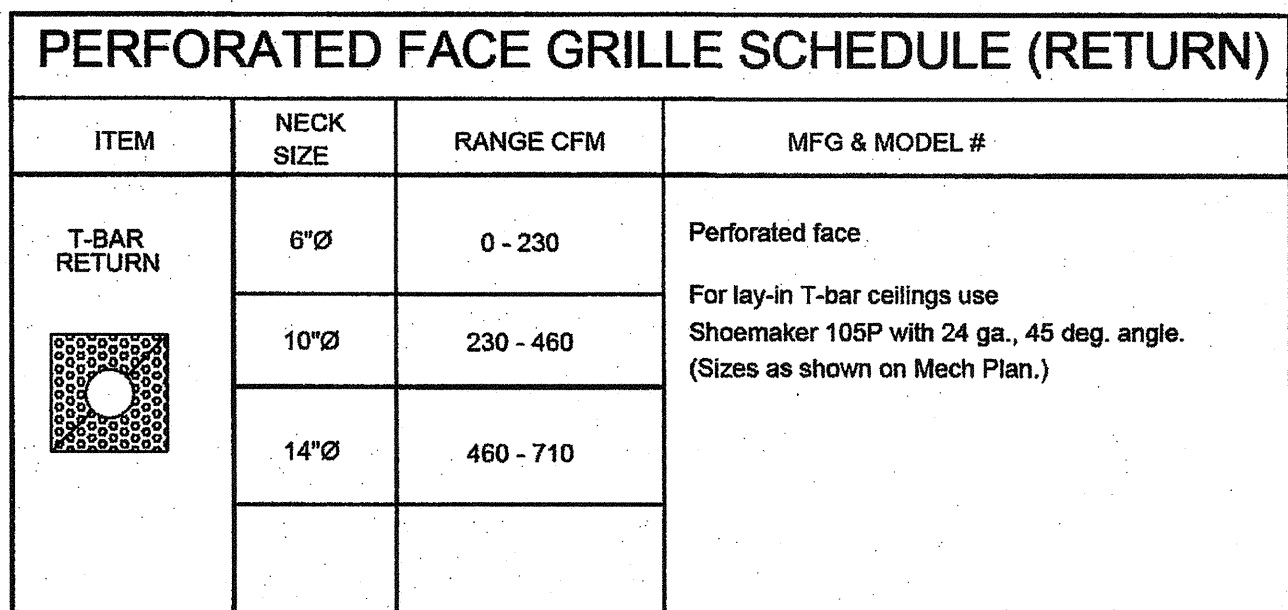 PERFORATED FACE GRILLE SCHEDULE (RETURN)
ITEM
NECK
SIZE
RANGE CFM
MFG & MODEL #
T-BAR
RETURN
6"Ø
0 - 230
10"Ø
230 - 460
14"Ø
460 - 710
Perforated face
For lay-in T-bar ceilings use
Shoemaker 105P with 24 ga., 45 deg. angle.
(Sizes as shown on Mech Plan.)